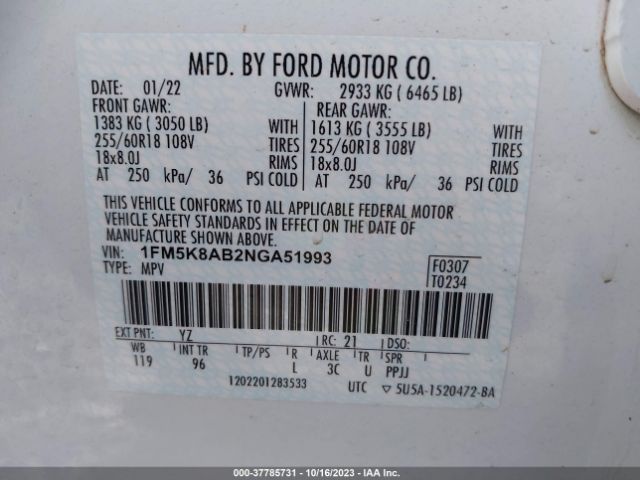 MFD. BY FORD MOTOR CO.
DATE: 01/22 GVWR: 2933 KG ( 6465 LB)
FRONT GAWR: REAR GAWR:
1383 KG ( 3050 LB) WITH 1613 KG ( 3555 LB) WITH
255/60R18 108V TIRES 255/60R18 108V TIRES
18x8.0J RIMS 18x8.0J RIMS
AT 250 kPa/ 36 PSI COLD AT 250 kPa/ 36 PSI COLD
THIS VEHICLE CONFORMS TO ALL APPLICABLE FEDERAL MOTOR
VEHICLE SAFETY STANDARDS IN EFFECT ON THE DATE OF
MANUFACTURE SHOWN ABOVE.
VIN: 1FM5K8AB2NGA51993 F0307
TYPE: MPV T0234
EXT PNT: YZ RC: 21 DSO:
WB INT TR TP/PS R AXLE TR SPR
119 96 L 3C U PPJJ
1202201283533 UTC ▽ 5U5A-1520472-BA
COPART 37785731 - 10/16/2023 - IAA Inc.